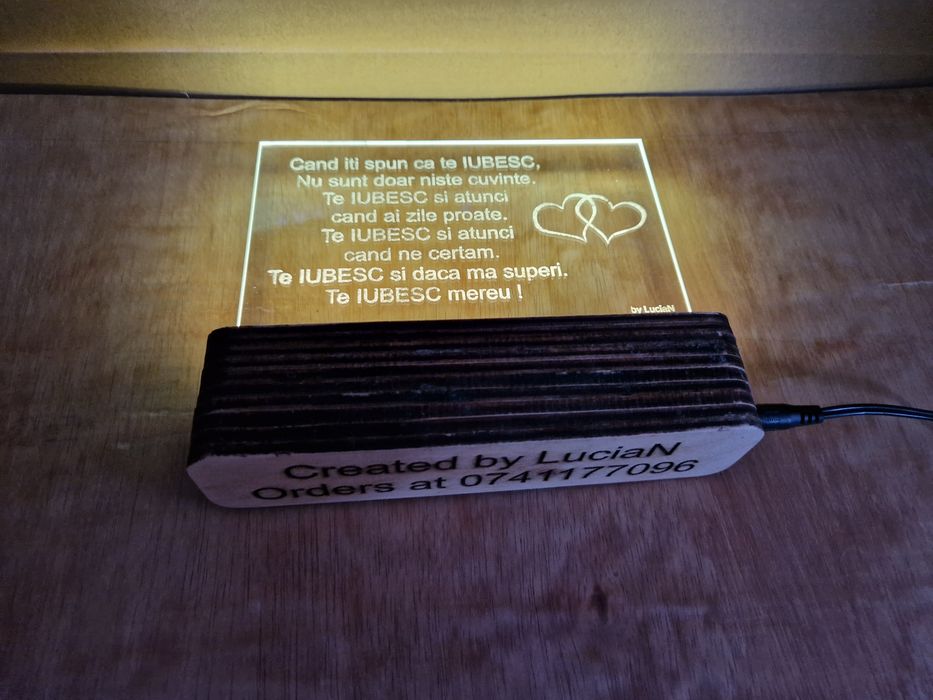 Cand iti spun ca te IUBESC,
Nu sunt doar niste cuvinte.
Te IUBESC si atunci
cand ai zile proate.
Te IUBESC si atunci
cand ne certam.
Te IUBESC si daca ma superi.
Te IUBESC mereu !
by LuciaN
Created by LuciaN
Orders at 0741177096